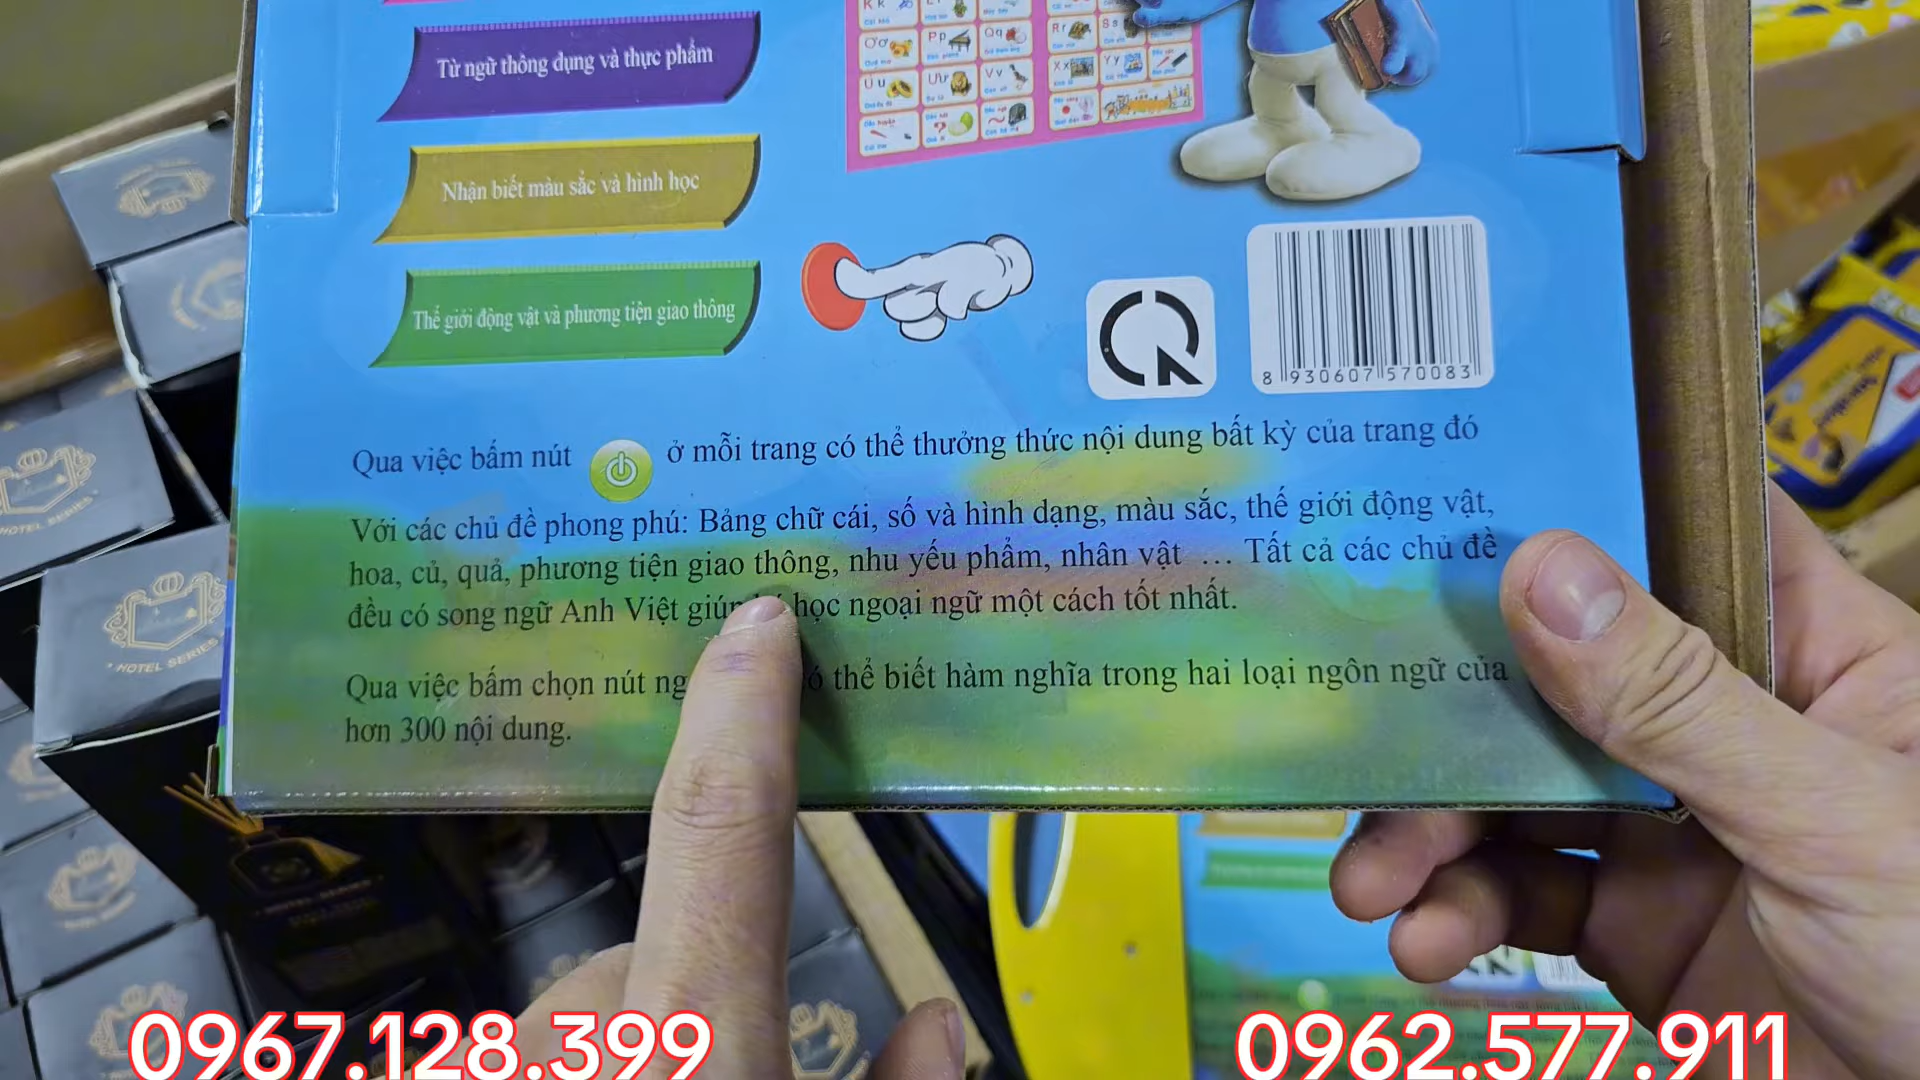 Từ ngữ thông dụng và thực phẩm
Nhận biết màu sắc và hình học
Thế giới động vật và phương tiện giao thông
K k
Ơ ơ
P p
Q q
R r
S s
U u
Ư ư
V v
X x
Y y
8 930607 570083
Qua việc bấm nút ở mỗi trang có thể thưởng thức nội dung bất kỳ của trang đó
Với các chủ đề phong phú: Bảng chữ cái, số và hình dạng, màu sắc, thế giới động vật,
hoa, củ, quả, phương tiện giao thông, nhu yếu phẩm, nhân vật ... Tất cả các chủ đề
đều có song ngữ Anh Việt học ngoại ngữ một cách tốt nhất.
Qua việc bấm chọn nút thể biết hàm nghĩa trong hai loại ngôn ngữ của
hơn 300 nội dung.
HOTEL SERIES
HOTEL SERIES
0967.128.399
0962.577.911